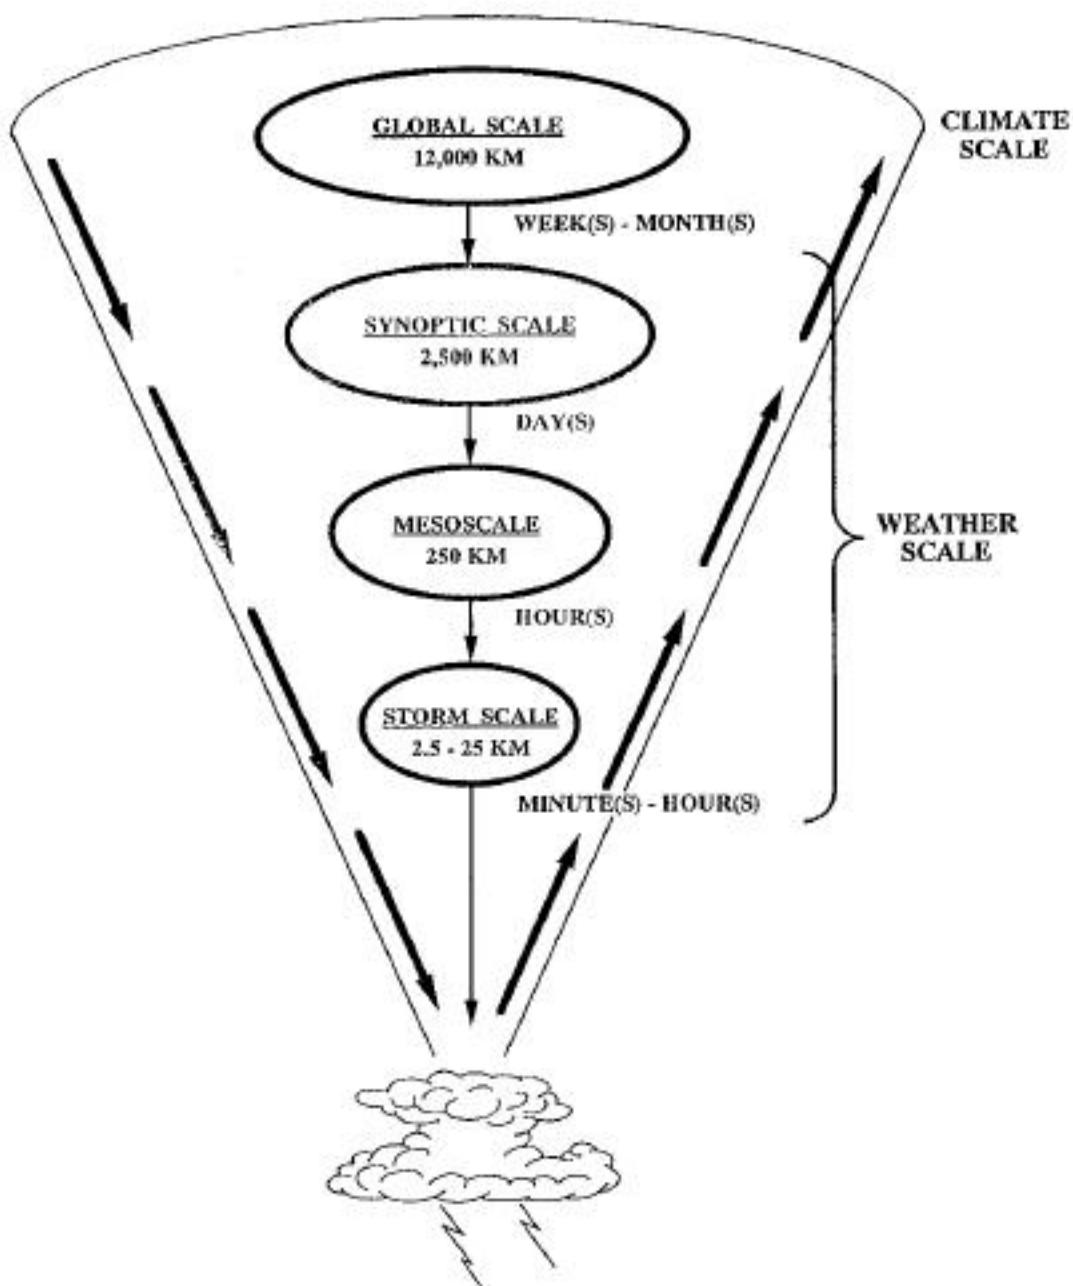 GLOBAL SCALE
12,000 KM
CLIMATE
SCALE
WEEK(S) - MONTH(S)
SYNOPTIC SCALE
2,500 KM
DAY(S)
MESOSCALE
250 KM
WEATHER
SCALE
HOUR(S)
STORM SCALE
2.5 - 25 KM
MINUTE(S) - HOUR(S)